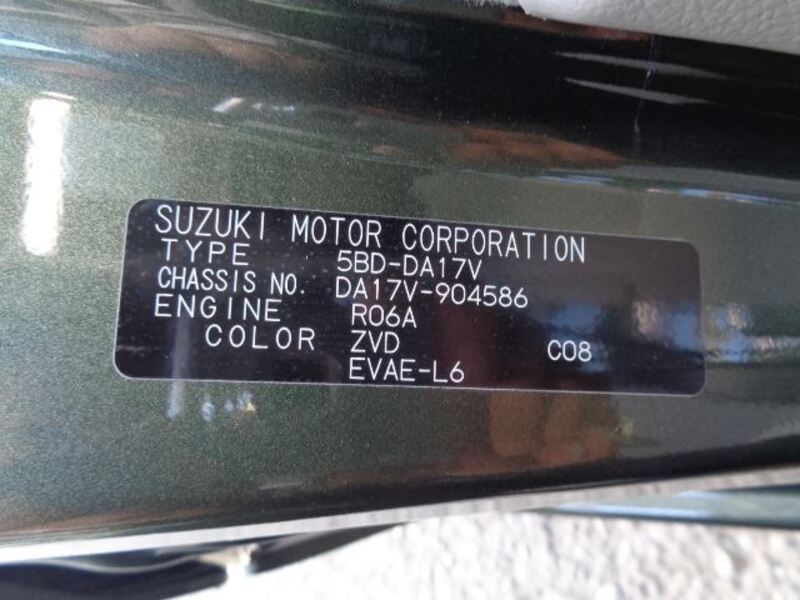 SUZUKI MOTOR CORPORATION
TYPE 5BD-DA17V
CHASSIS NO. DA17V-904586
ENGINE R06A
COLOR ZVD C08
EVAE-L6